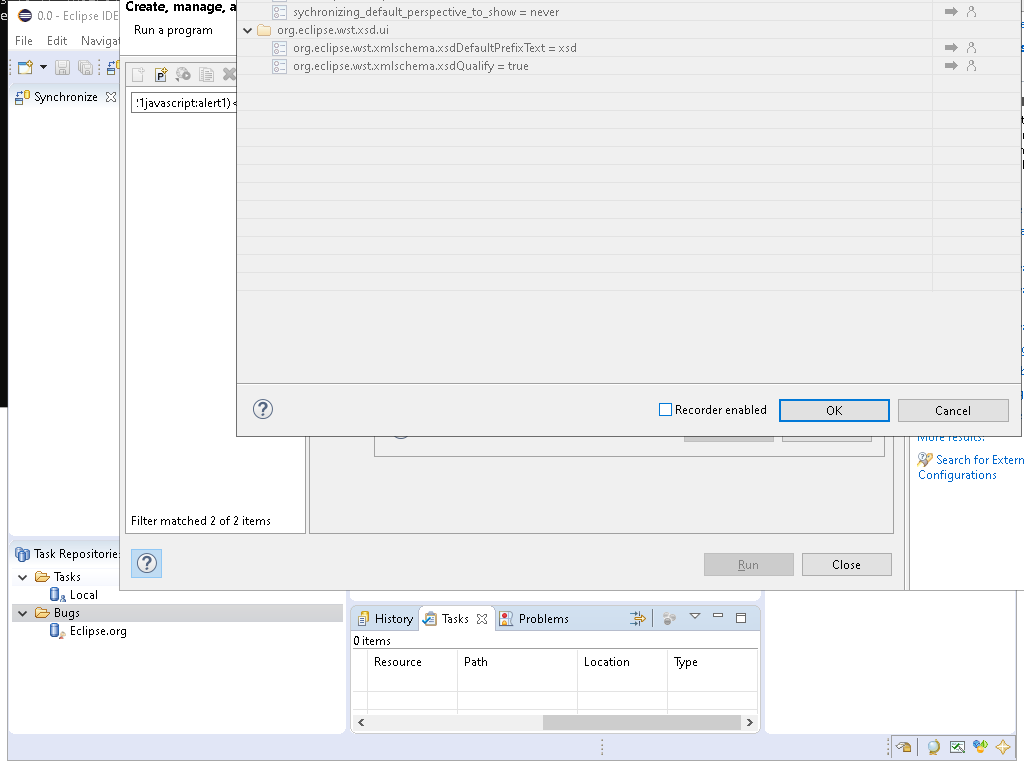 Create, manage, a
sychronizing_default_perspective_to_show = never
0.0 - Eclipse IDE
org.eclipse.wst.xsd.ui
Run a program
File Edit Navigat
org.eclipse.wst.xmlschema.xsdDefaultPrefixText = xsd
org.eclipse.wst.xmlschema.xsdQualify = true
Synchronize
!1javascript:alert1) <
Recorder enabled
OK
Cancel
More results:
Search for Extern
Configurations
Filter matched 2 of 2 items
Task Repositories
Run
Close
Tasks
Local
Bugs
Eclipse.org
History
Tasks
Problems
0 items
Resource Path Location Type